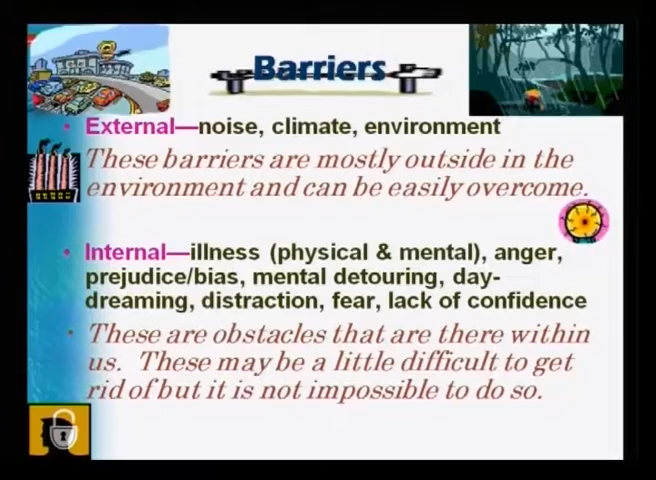 Barriers
• External—noise, climate, environment
These barriers are mostly outside in the
environment and can be easily overcome.
• Internal—illness (physical & mental), anger,
prejudice/bias, mental detouring, day-
dreaming, distraction, fear, lack of confidence
• These are obstacles that are there within
us. These may be a little difficult to get
rid of but it is not impossible to do so.